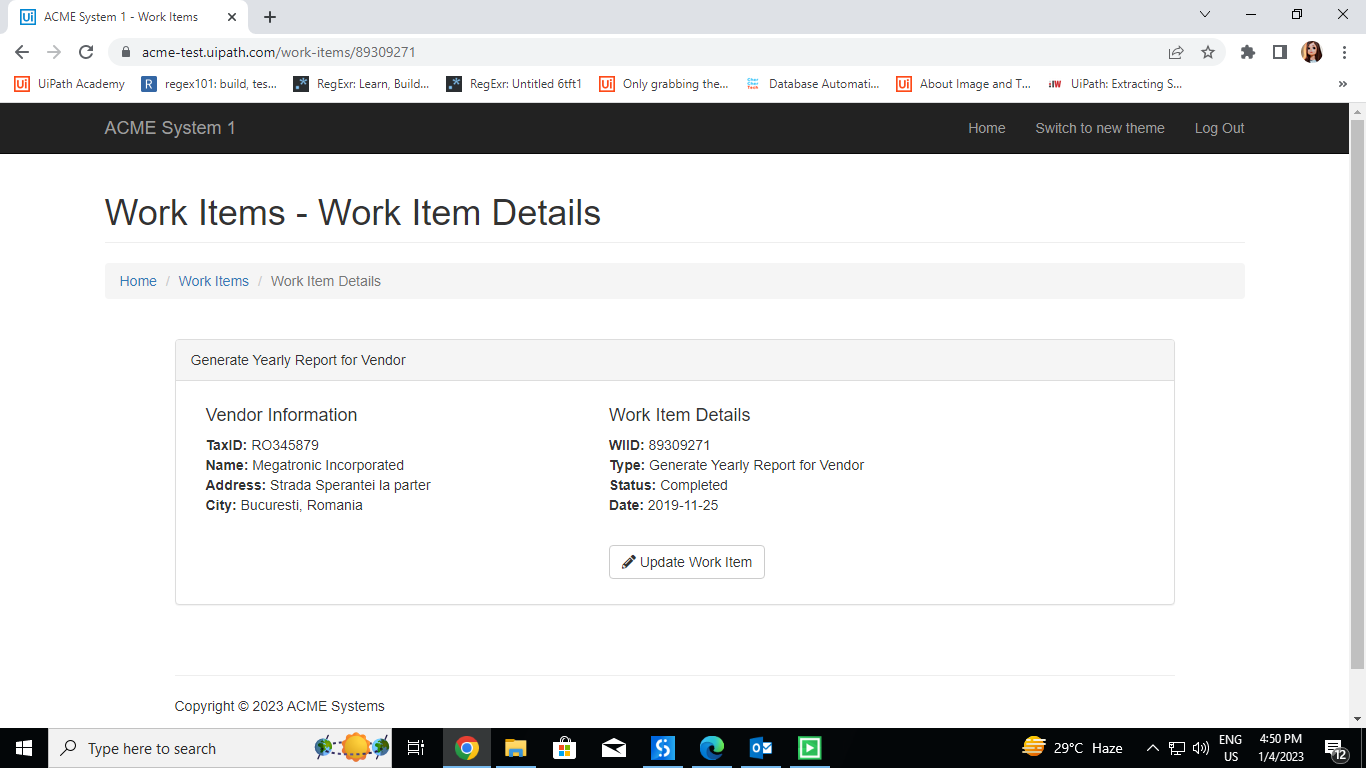 ACME System 1 - Work Items
acme-test.uipath.com/work-items/89309271
UiPath Academy
regex101: build, tes...
RegExr: Learn, Build...
RegExr: Untitled 6tft1
Only grabbing the...
Database Automati...
About Image and T...
UiPath: Extracting S...
»
ACME System 1
Home
Switch to new theme
Log Out
Work Items - Work Item Details
Home / Work Items / Work Item Details
Generate Yearly Report for Vendor
Vendor Information
TaxID: RO345879
Name: Megatronic Incorporated
Address: Strada Sperantei la parter
City: Bucuresti, Romania
Work Item Details
WIID: 89309271
Type: Generate Yearly Report for Vendor
Status: Completed
Date: 2019-11-25
Update Work Item
Copyright © 2023 ACME Systems
Type here to search
29°C Haze
ENG
US
4:50 PM
1/4/2023
12